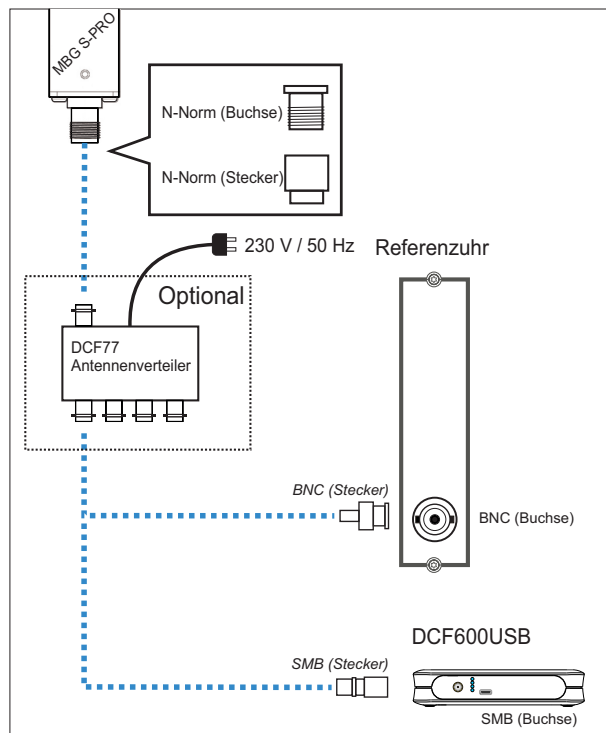 MBG S-PRO
N-Norm (Buchse)
N-Norm (Stecker)
230 V / 50 Hz
Referenzuhr
Optional
DCF77
Antennenverteiler
BNC (Stecker)
BNC (Buchse)
DCF600USB
SMB (Stecker)
SMB (Buchse)